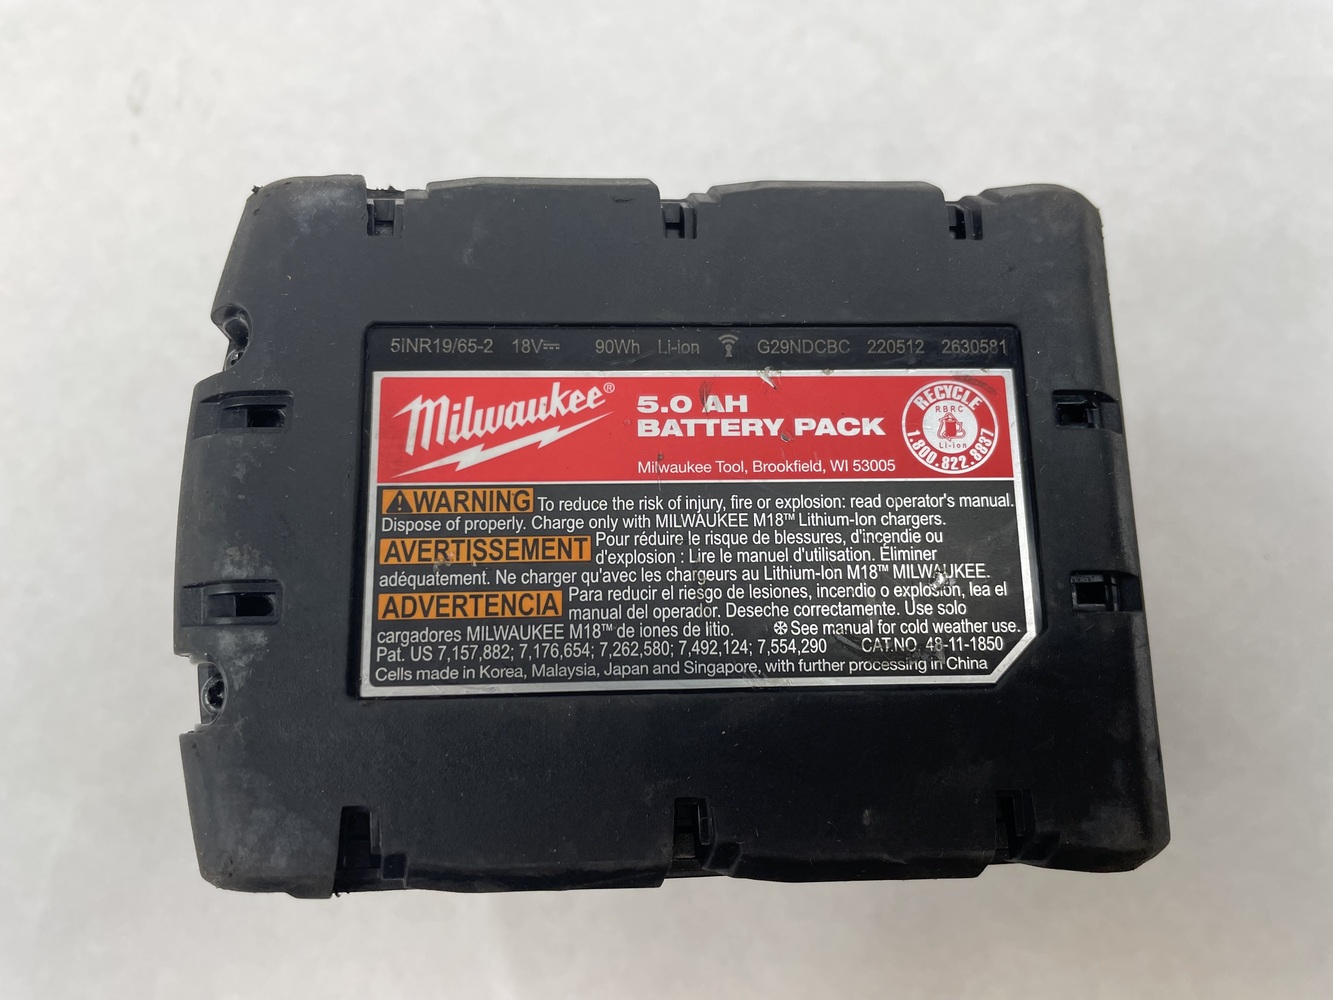 5INR19/65-2 18V⎓ 90Wh Li-ion G29NDCBC 220512 2630581
Milwaukee®
5.0 AH
BATTERY PACK
Milwaukee Tool, Brookfield, WI 53005
RECYCLE
RBRC
Li-ion
1.800.822.8837
⚠WARNING To reduce the risk of injury, fire or explosion: read operator's manual.
Dispose of properly. Charge only with MILWAUKEE M18™ Lithium-Ion chargers.
AVERTISSEMENT Pour réduire le risque de blessures, d'incendie ou
d'explosion : Lire le manuel d'utilisation. Éliminer
adéquatement. Ne charger qu'avec les chargeurs au Lithium-Ion M18™ MILWAUKEE.
ADVERTENCIA Para reducir el riesgo de lesiones, incendio o explosión, lea el
manual del operador. Deseche correctamente. Use solo
cargadores MILWAUKEE M18™ de iones de litio. ❄ See manual for cold weather use.
Pat. US 7,157,882; 7,176,654; 7,262,580; 7,492,124; 7,554,290 CAT.NO. 48-11-1850
Cells made in Korea, Malaysia, Japan and Singapore, with further processing in China